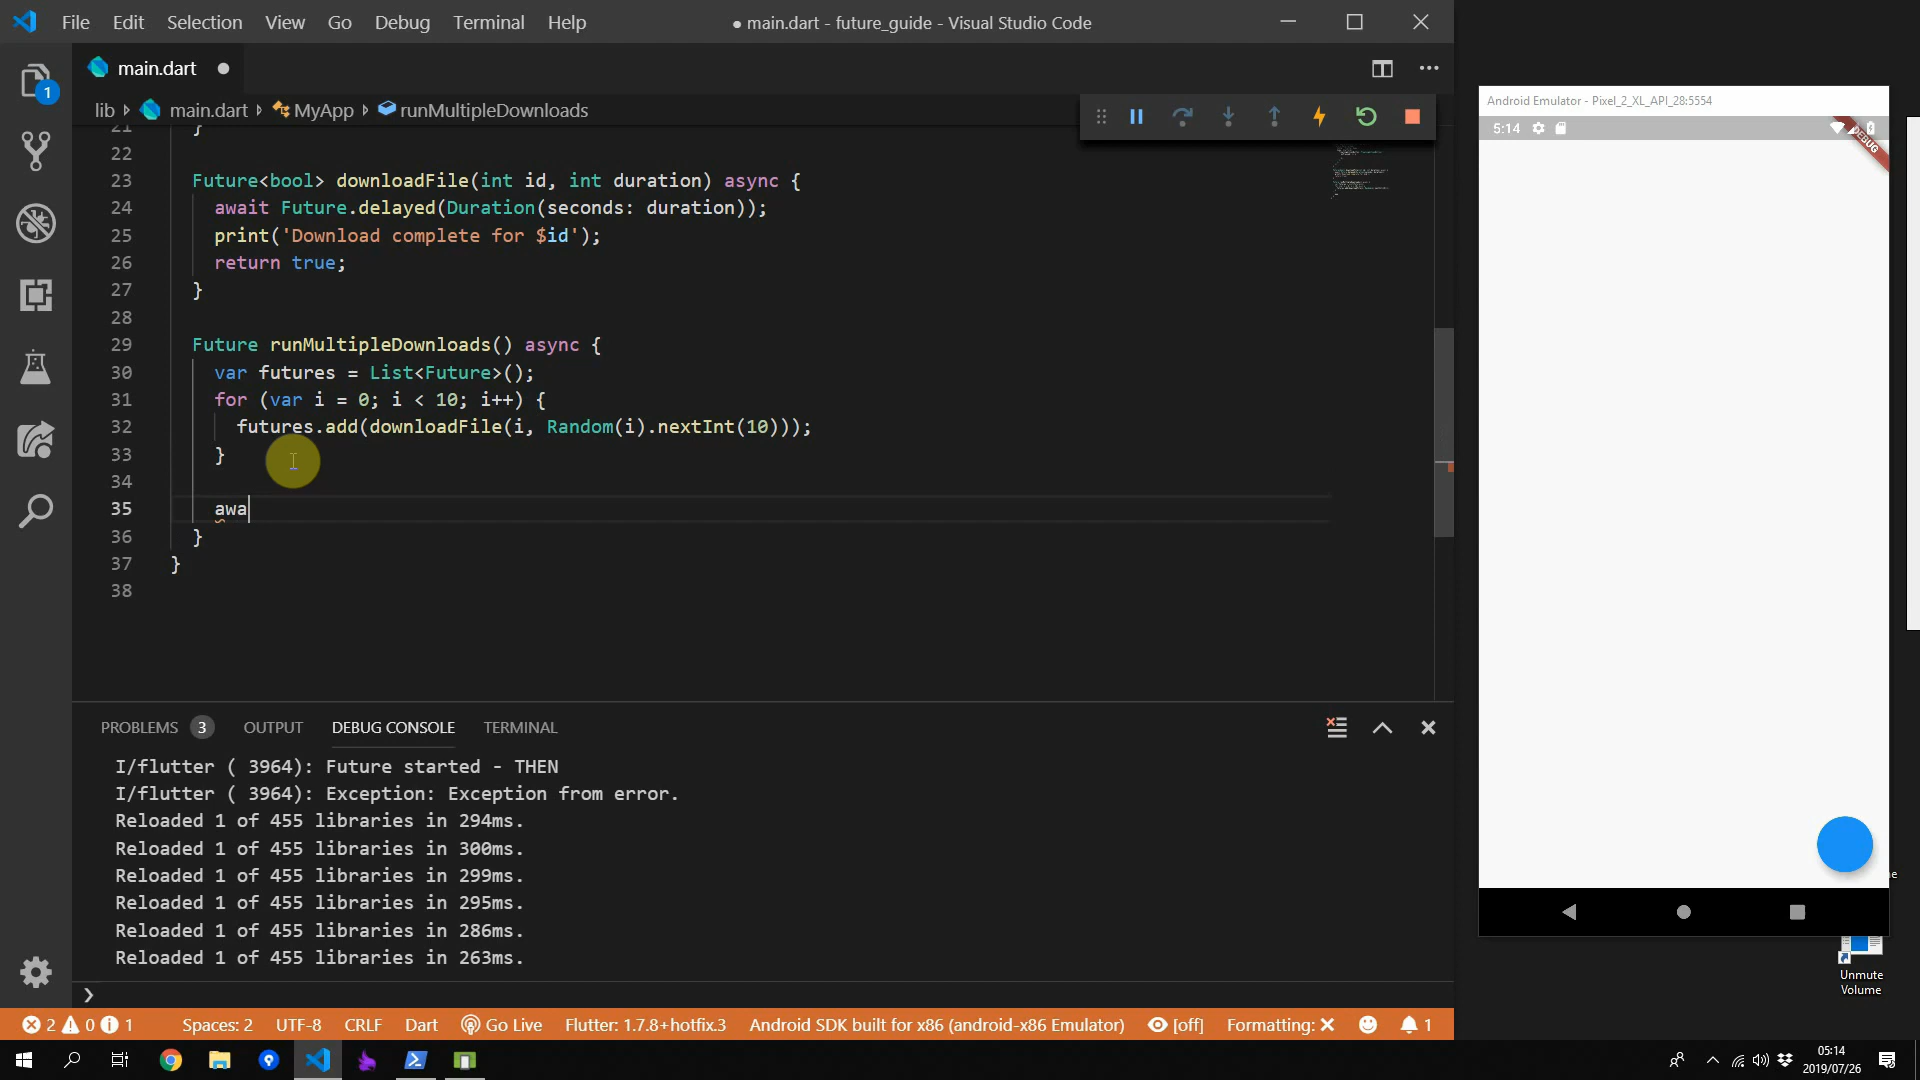 File Edit Selection View Go Debug Terminal Help
● main.dart - future_guide - Visual Studio Code
main.dart
lib main.dart MyApp runMultipleDownloads
21 }
22
23 Future<bool> downloadFile(int id, int duration) async {
24 await Future.delayed(Duration(seconds: duration));
25 print('Download complete for $id');
26 return true;
27 }
28
29 Future runMultipleDownloads() async {
30 var futures = List<Future>();
31 for (var i = 0; i < 10; i++) {
32 futures.add(downloadFile(i, Random(i).nextInt(10)));
33 }
34
35 awa
36 }
37 }
38
PROBLEMS 3 OUTPUT DEBUG CONSOLE TERMINAL
I/flutter ( 3964): Future started - THEN
I/flutter ( 3964): Exception: Exception from error.
Reloaded 1 of 455 libraries in 294ms.
Reloaded 1 of 455 libraries in 300ms.
Reloaded 1 of 455 libraries in 299ms.
Reloaded 1 of 455 libraries in 295ms.
Reloaded 1 of 455 libraries in 286ms.
Reloaded 1 of 455 libraries in 263ms.
1
2 0 1 Spaces: 2 UTF-8 CRLF Dart Go Live Flutter: 1.7.8+hotfix.3 Android SDK built for x86 (android-x86 Emulator) [off] Formatting: 1
Android Emulator - Pixel_2_XL_API_28:5554
5:14
DEBUG
Unmute
Volume
05:14
2019/07/26